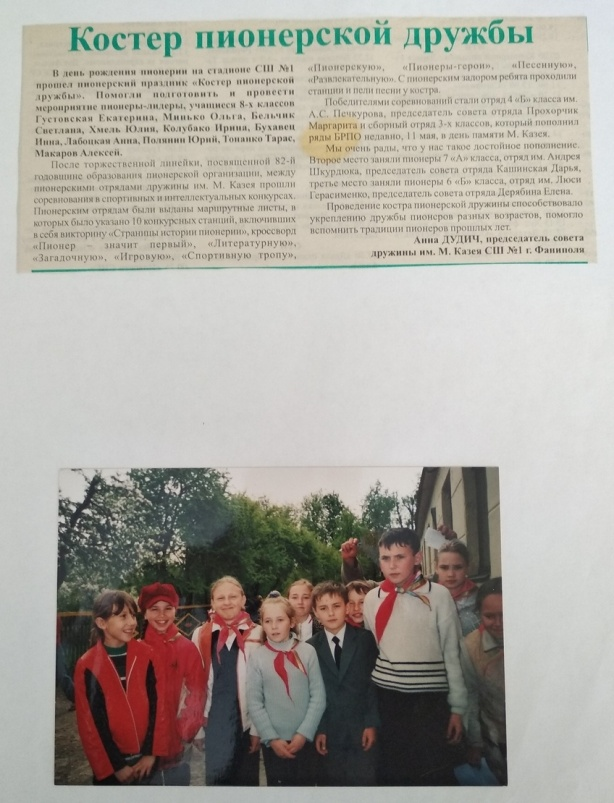 Костер пионерской дружбы
В день рождения пионерии на стадионе СШ №1
прошел пионерский праздник «Костер пионерской
дружбы». Помогли подготовить и провести
мероприятие пионеры-лидеры, учащиеся 8-х классов
Густовская Екатерина, Минько Ольга, Бельчик
Светлана, Хмель Юлия, Колубако Ирина, Бухавец
Инна, Лабоцкая Анна, Полянин Юрий, Тонанко Тарас,
Макаров Алексей.
После торжественной линейки, посвященной 82-й
годовщине образования пионерской организации, между
пионерскими отрядами дружины им. М. Казея прошли
соревнования в спортивных и интеллектуальных конкурсах.
Пионерским отрядам были выданы маршрутные листы, в
которых было указано 10 конкурсных станций, включивших
в себя викторину «Страницы истории пионерии», кроссворд
«Пионер – значит первый», «Литературную»,
«Загадочную», «Игровую», «Спортивную тропу»,
«Пионерскую», «Пионеры-герои», «Песенную»,
«Развлекательную». С пионерским задором ребята проходили
станции и пели песни у костра.
Победителями соревнований стали отряд 4 «Б» класса им.
А.С. Печкурова, председатель совета отряда Прохорчик
Маргарита и сборный отряд 3-х классов, который пополнил
ряды БРПО недавно, 11 мая, в день памяти М. Казея.
Мы очень рады, что у нас такое достойное пополнение.
Второе место заняли пионеры 7 «А» класса, отряд им. Андрея
Шкурдюка, председатель совета отряда Кашинская Дарья,
третье место заняли пионеры 6 «Б» класса, отряд им. Люси
Герасименко, председатель совета отряда Дерябина Елена.
Проведение костра пионерской дружины способствовало
укреплению дружбы пионеров разных возрастов, помогло
вспомнить традиции пионеров прошлых лет.
Анна ДУДИЧ, председатель совета
дружины им. М. Казея СШ №1 г. Фаниполя